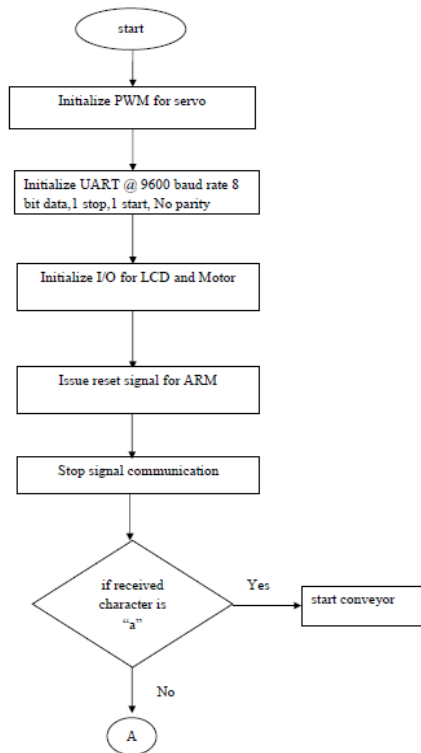 start
Initialize PWM for servo
Initialize UART @ 9600 baud rate 8
bit data,1 stop,1 start, No parity
Initialize I/O for LCD and Motor
Issue reset signal for ARM
Stop signal communication
if received
character is
“a”
Yes
start conveyor
No
A